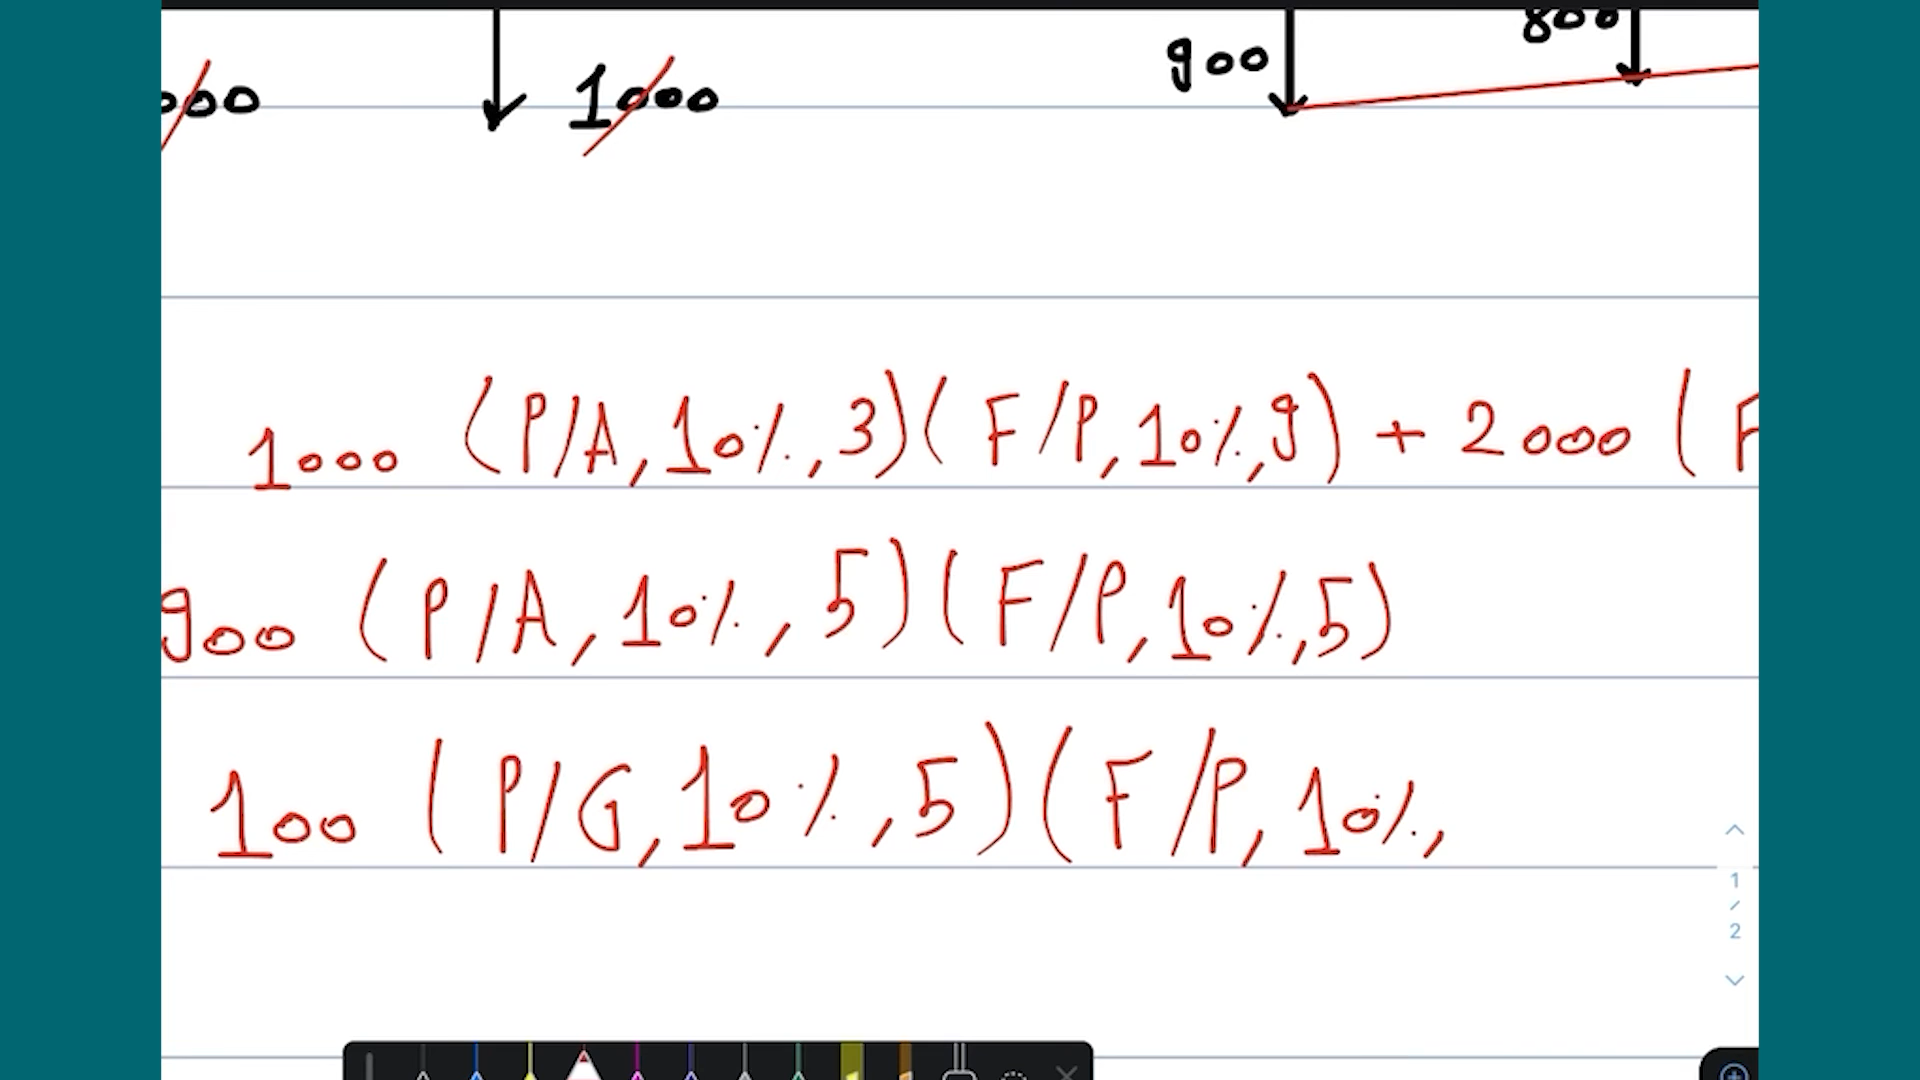 900 800
000 1000
1000 (P/A, 10%, 3)(F/P, 10%, 9) + 2000 (F
900 (P/A, 10%, 5)(F/P, 10%, 5)
100 (P/G, 10%, 5)(F/P, 10%,
1
/
2